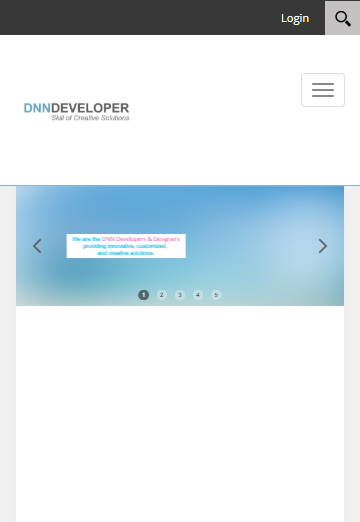 Login
DNNDEVELOPER
Skill of Creative Solutions
We are the DNN Developers & Designers
providing innovative, customized,
and creative solutions.
1 2 3 4 5